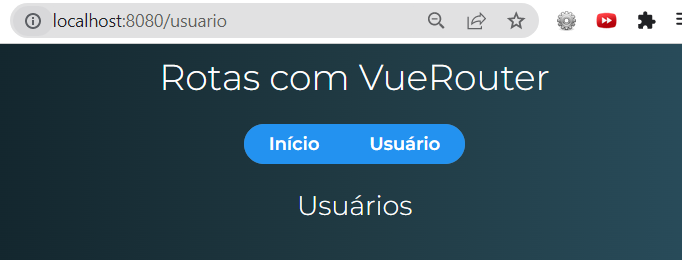 localhost:8080/usuario
Rotas com VueRouter
Início Usuário
Usuários